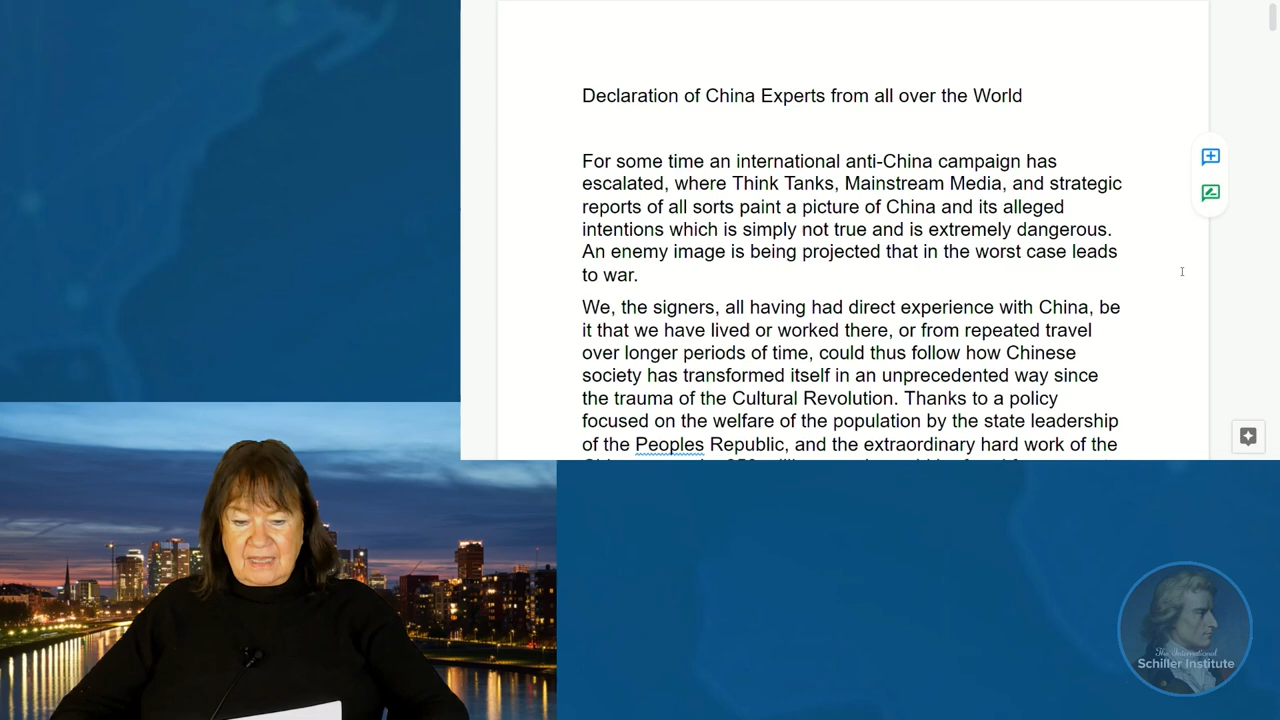 Declaration of China Experts from all over the World
For some time an international anti-China campaign has
escalated, where Think Tanks, Mainstream Media, and strategic
reports of all sorts paint a picture of China and its alleged
intentions which is simply not true and is extremely dangerous.
An enemy image is being projected that in the worst case leads
to war.
We, the signers, all having had direct experience with China, be
it that we have lived or worked there, or from repeated travel
over longer periods of time, could thus follow how Chinese
society has transformed itself in an unprecedented way since
the trauma of the Cultural Revolution. Thanks to a policy
focused on the welfare of the population by the state leadership
of the Peoples Republic, and the extraordinary hard work of the
The International
Schiller Institute